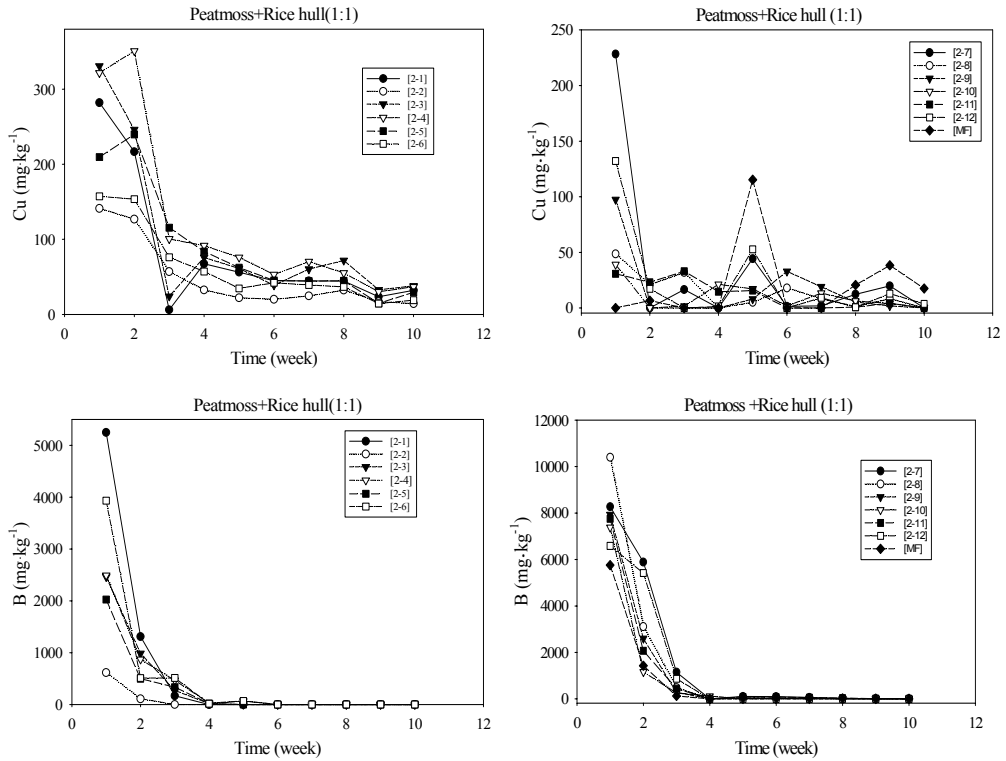 Peatmoss+Rice hull(1:1)
Cu (mg·kg⁻¹)
300
200
100
0
0 2 4 6 8 10 12
Time (week)
[2-1]
[2-2]
[2-3]
[2-4]
[2-5]
[2-6]
Peatmoss+Rice hull (1:1)
Cu (mg·kg⁻¹)
250
200
150
100
50
0
0 2 4 6 8 10 12
Time (week)
[2-7]
[2-8]
[2-9]
[2-10]
[2-11]
[2-12]
[MF]
Peatmoss+Rice hull(1:1)
B (mg·kg⁻¹)
5000
4000
3000
2000
1000
0
0 2 4 6 8 10 12
Time (week)
[2-1]
[2-2]
[2-3]
[2-4]
[2-5]
[2-6]
Peatmoss +Rice hull (1:1)
B (mg·kg⁻¹)
12000
10000
8000
6000
4000
2000
0
0 2 4 6 8 10 12
Time (week)
[2-7]
[2-8]
[2-9]
[2-10]
[2-11]
[2-12]
[MF]